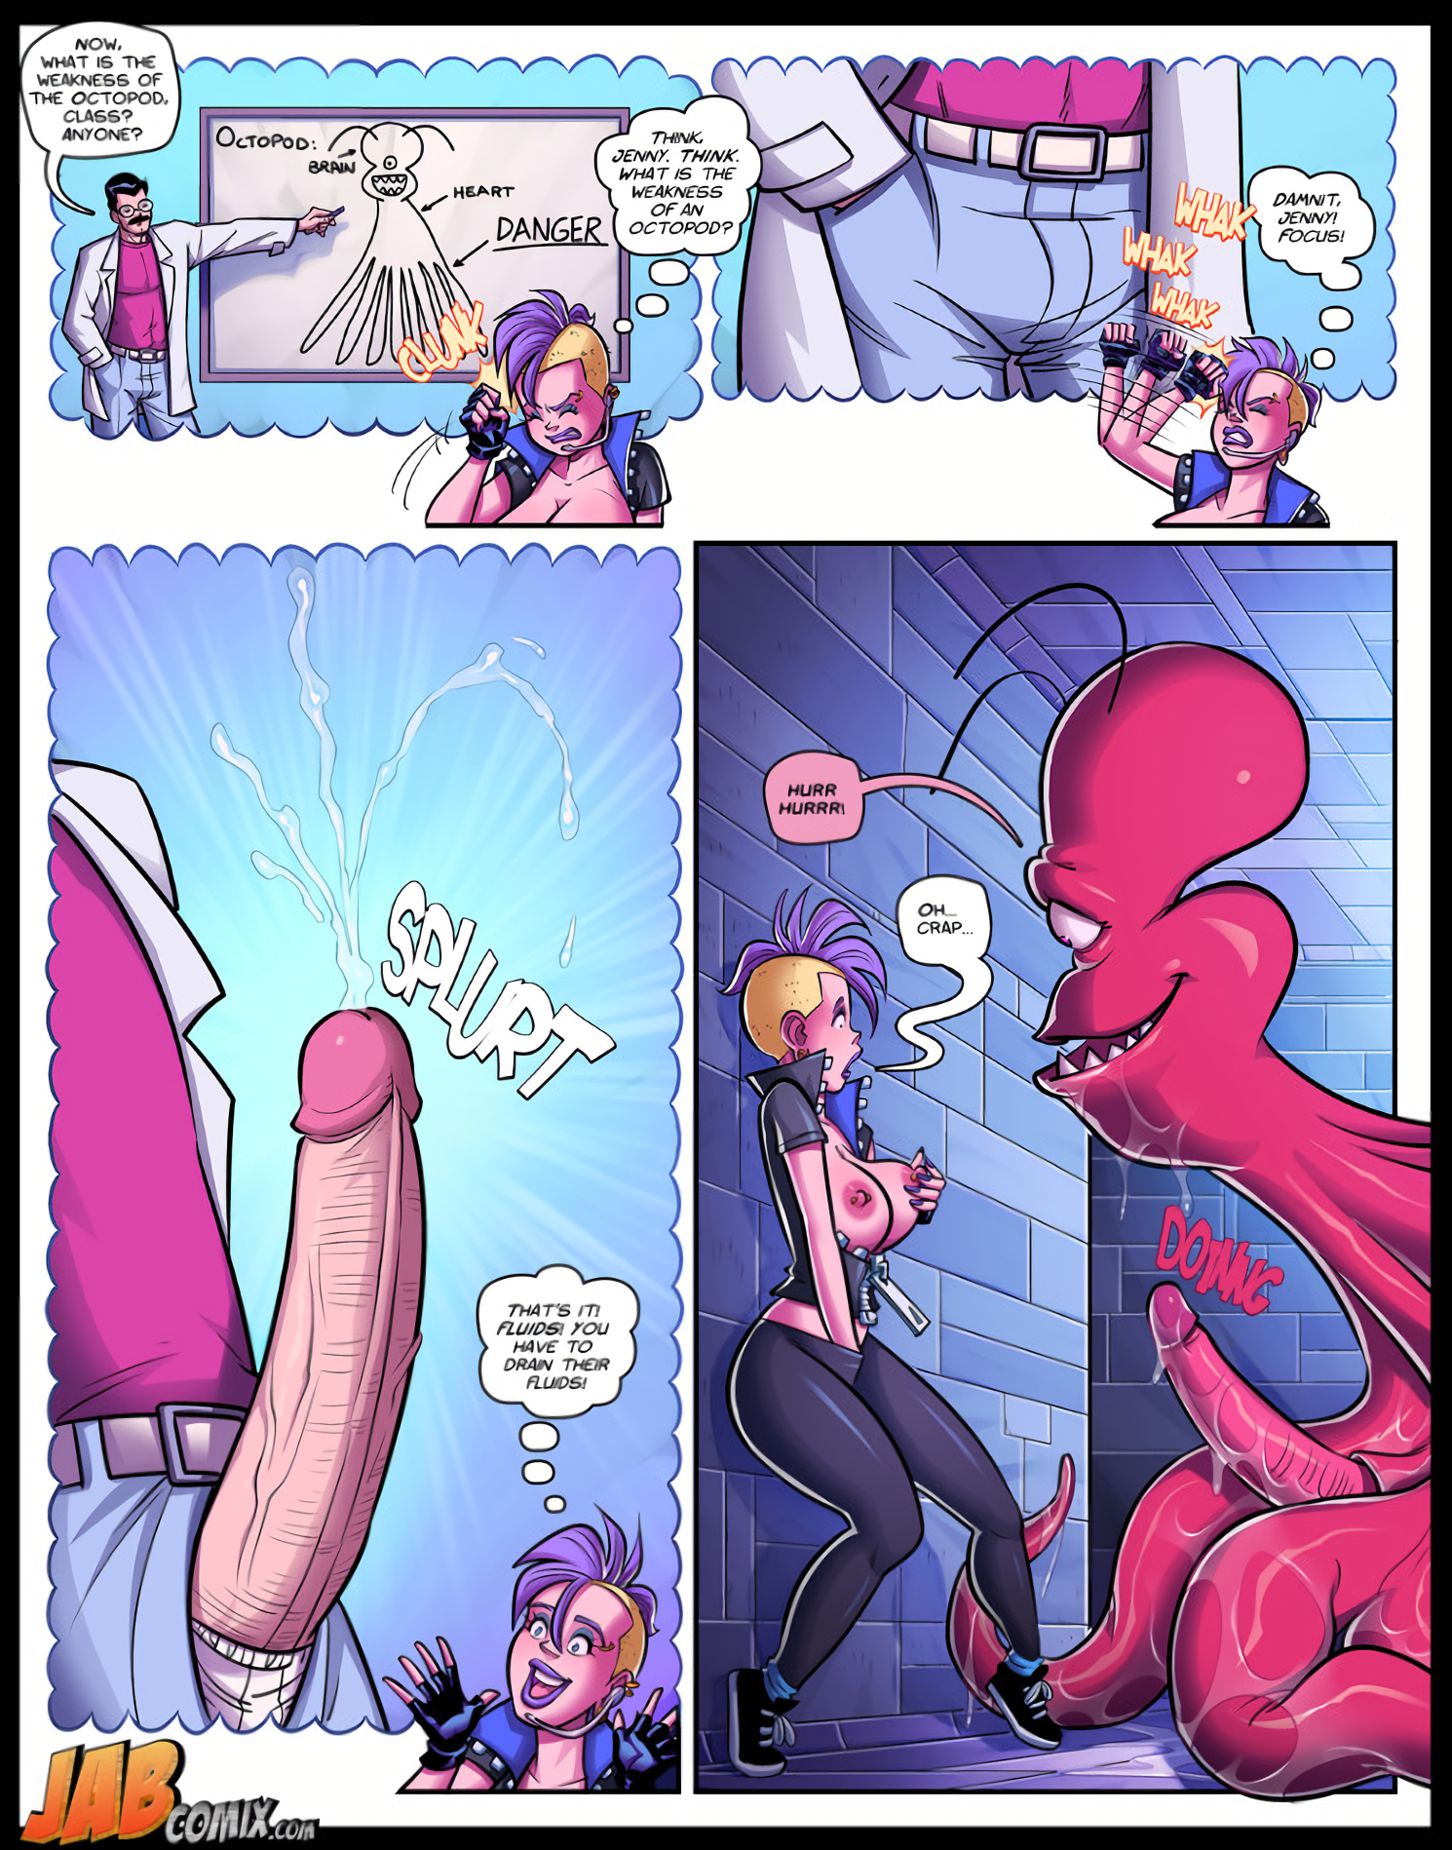 NOW,
WHAT IS THE
WEAKNESS OF
THE OCTOPOD,
CLASS?
ANYONE?
OCTOPOD:
BRAIN
HEART
DANGER
CLUNK
THINK,
JENNY. THINK.
WHAT IS THE
WEAKNESS
OF AN
OCTOPOD?
WHAK
WHAK
WHAK
DAMNIT,
JENNY!
FOCUS!
SPLURT
THAT'S IT!
FLUIDS! YOU
HAVE TO
DRAIN THEIR
FLUIDS!
HURR
HURRR!
OH...
CRAP...
DOINNG
JAB
COMIX.COM